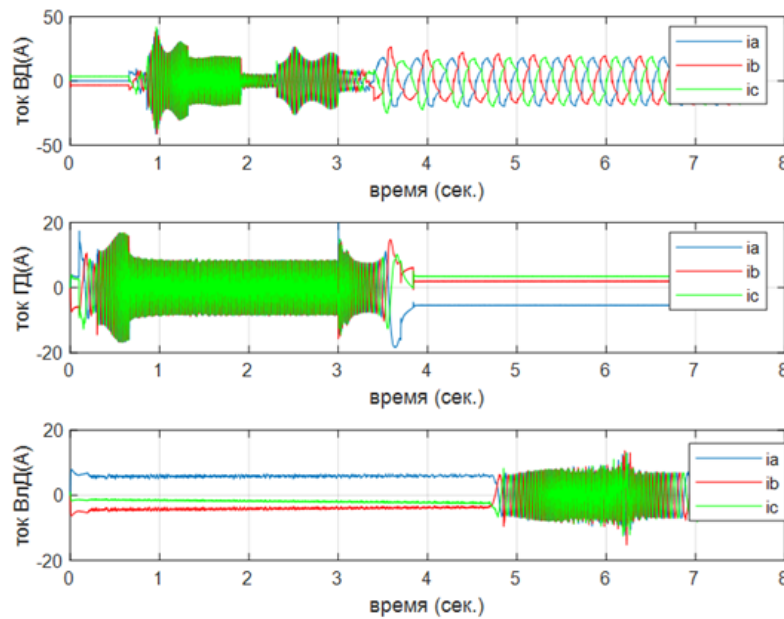 ток ВД(А)
50
0
-50
ia
ib
ic
0 1 2 3 4 5 6 7 8
время (сек.)
ток ГД(А)
20
0
-20
ia
ib
ic
0 1 2 3 4 5 6 7 8
время (сек.)
ток ВлД(А)
20
0
-20
ia
ib
ic
0 1 2 3 4 5 6 7 8
время (сек.)